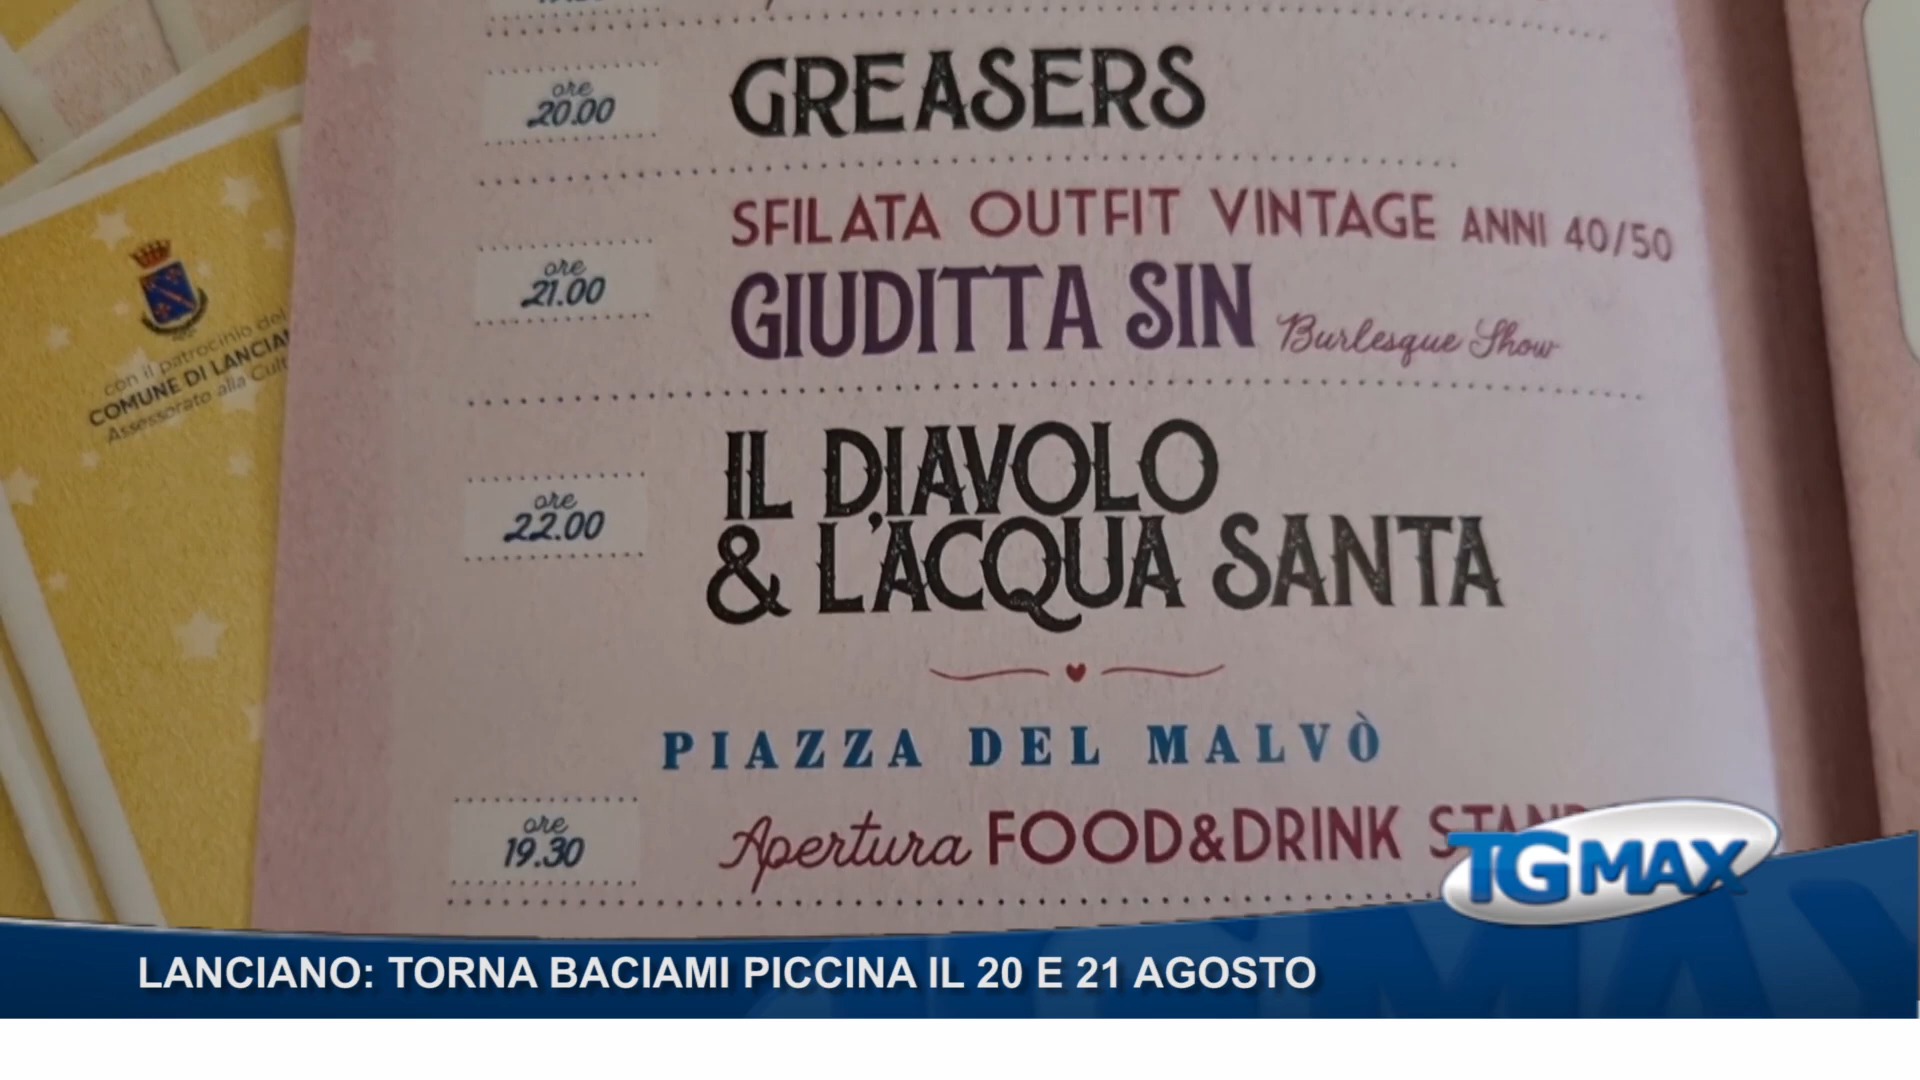 ore
20.00
GREASERS
SFILATA OUTFIT VINTAGE ANNI 40/50
ore
21.00
GIUDITTA SIN Burlesque Show
ore
22.00
IL DIAVOLO
& L'ACQUA SANTA
PIAZZA DEL MALVÒ
ore
19.30
Apertura FOOD&DRINK
con il patrocinio del
COMUNE DI
Assessorato alla
TGMAX
LANCIANO: TORNA BACIAMI PICCINA IL 20 E 21 AGOSTO